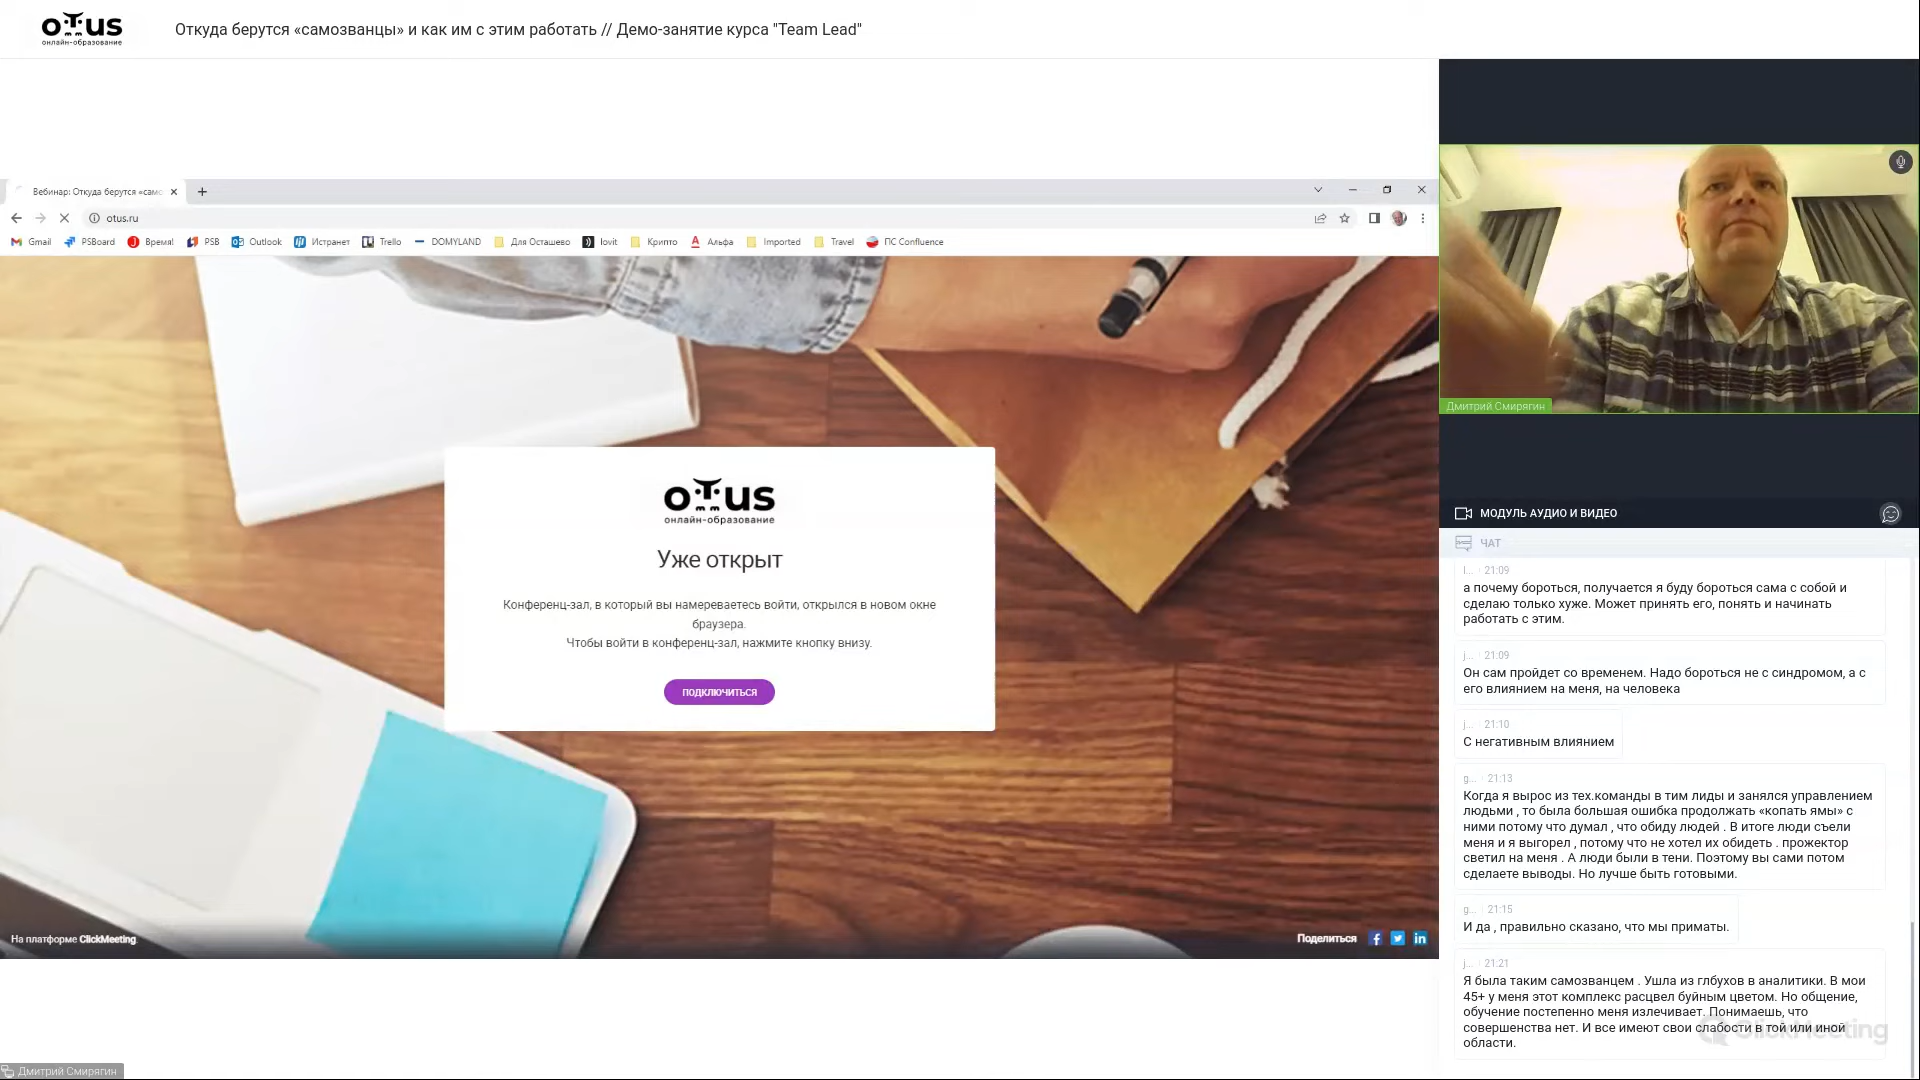 отus
онлайн-образование
Откуда берутся «самозванцы» и как им с этим работать // Демо-занятие курса "Team Lead"
Вебинар: Откуда берутся «само
otus.ru
Gmail PSBoard Время! PSB Outlook Истранет Trello DOMYLAND Для Осташево Iovit Крипто Альфа Imported Travel ПС Confluence
отus
онлайн-образование
Уже открыт
Конференц-зал, в который вы намереваетесь войти, открылся в новом окне
браузера.
Чтобы войти в конференц-зал, нажмите кнопку внизу.
ПОДКЛЮЧИТЬСЯ
На платформе ClickMeeting
Поделиться
Дмитрий Смирягин
Дмитрий Смирягин
МОДУЛЬ АУДИО И ВИДЕО
ЧАТ
I... 21:09
а почему бороться, получается я буду бороться сама с собой и
сделаю только хуже. Может принять его, понять и начинать
работать с этим.
j... 21:09
Он сам пройдет со временем. Надо бороться не с синдромом, а с
его влиянием на меня, на человека
j... 21:10
С негативным влиянием
g... 21:13
Когда я вырос из тех.команды в тим лиды и занялся управлением
людьми , то была большая ошибка продолжать «копать ямы» с
ними потому что думал , что обиду людей . В итоге люди съели
меня и я выгорел , потому что не хотел их обидеть . прожектор
светил на меня . А люди были в тени. Поэтому вы сами потом
сделаете выводы. Но лучше быть готовыми.
g... 21:15
И да , правильно сказано, что мы приматы.
j... 21:21
Я была таким самозванцем . Ушла из глбухов в аналитики. В мои
45+ у меня этот комплекс расцвел буйным цветом. Но общение,
обучение постепенно меня излечивает. Понимаешь, что
совершенства нет. И все имеют свои слабости в той или иной
области.
ClickMeeting